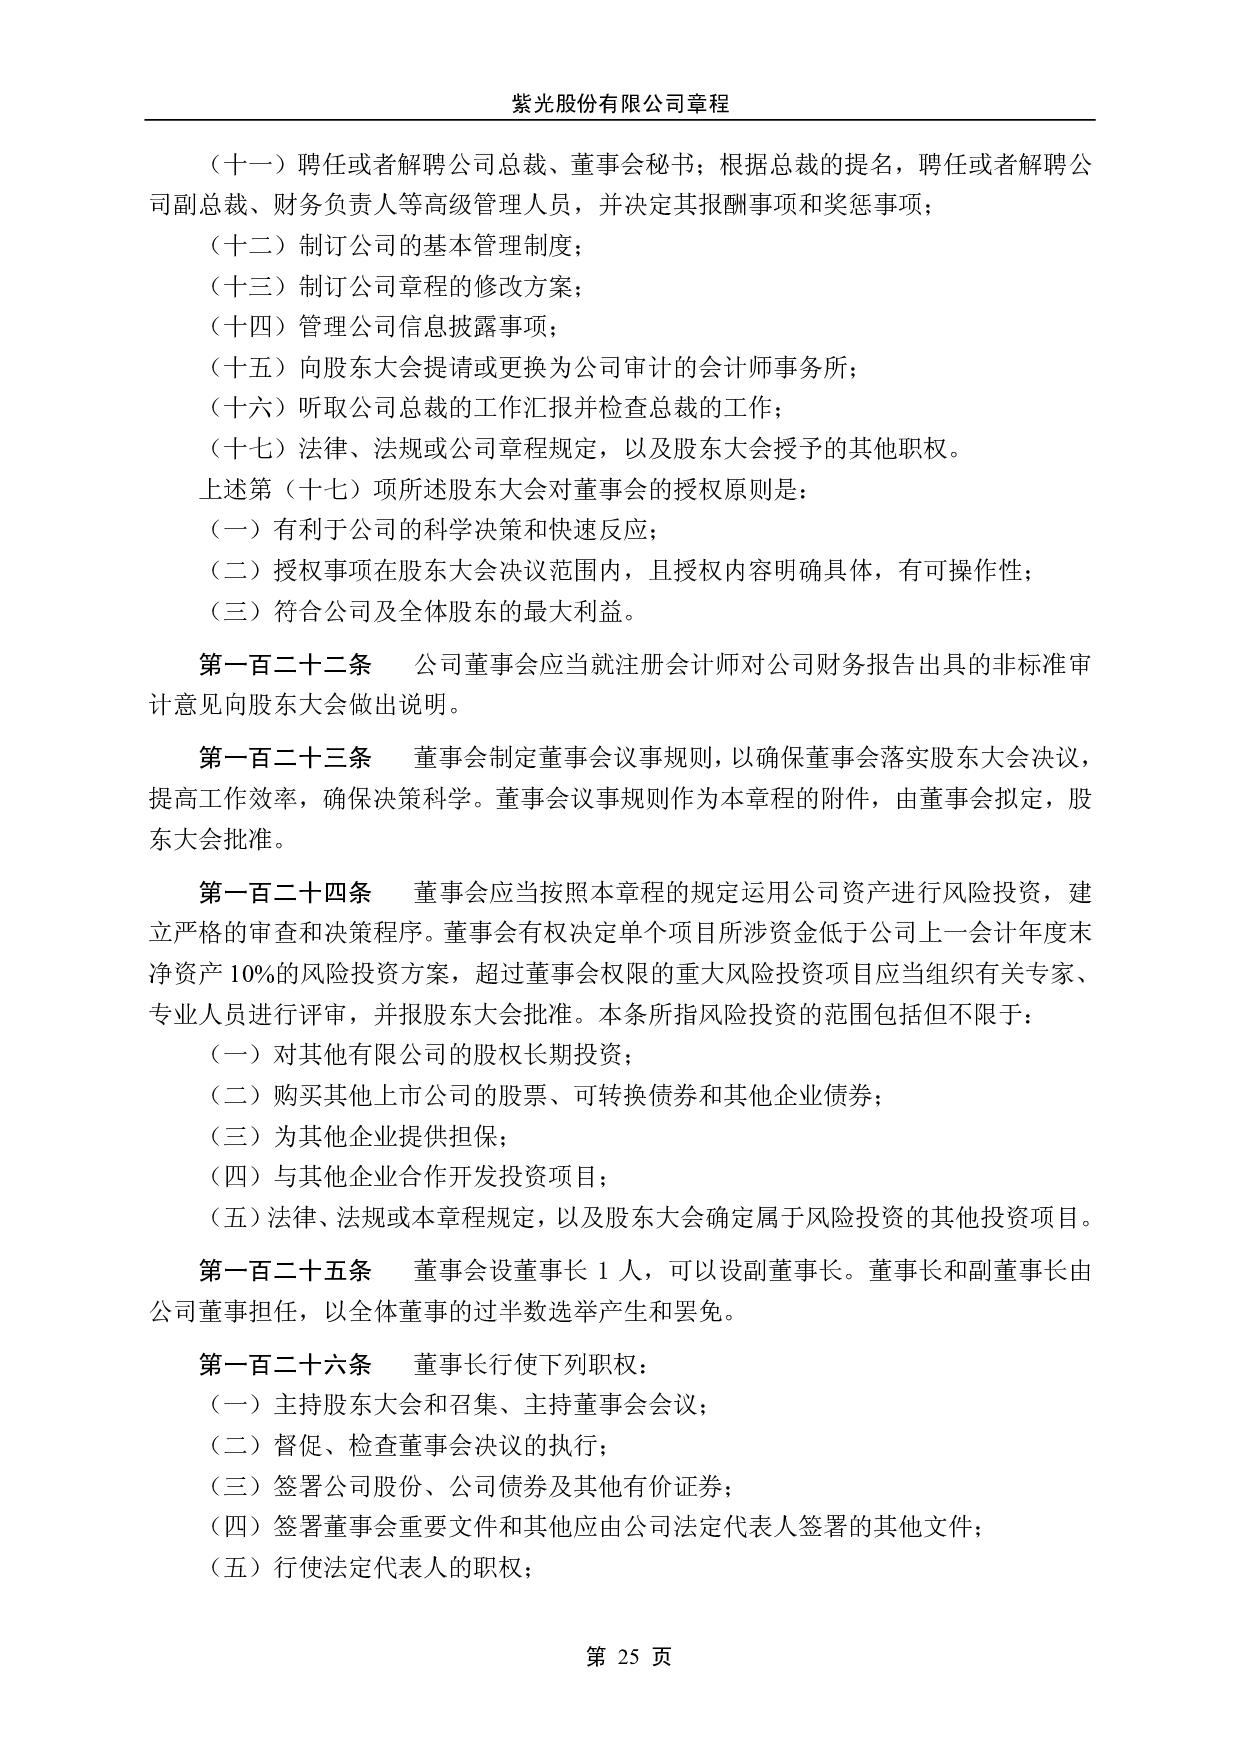 紫光股份有限公司章程
（十一）聘任或者解聘公司总裁、董事会秘书；根据总裁的提名，聘任或者解聘公
司副总裁、财务负责人等高级管理人员，并决定其报酬事项和奖惩事项；
（十二）制订公司的基本管理制度；
（十三）制订公司章程的修改方案；
（十四）管理公司信息披露事项；
（十五）向股东大会提请或更换为公司审计的会计师事务所；
（十六）听取公司总裁的工作汇报并检查总裁的工作；
（十七）法律、法规或公司章程规定，以及股东大会授予的其他职权。
上述第（十七）项所述股东大会对董事会的授权原则是：
（一）有利于公司的科学决策和快速反应；
（二）授权事项在股东大会决议范围内，且授权内容明确具体，有可操作性；
（三）符合公司及全体股东的最大利益。
第一百二十二条 公司董事会应当就注册会计师对公司财务报告出具的非标准审
计意见向股东大会做出说明。
第一百二十三条 董事会制定董事会议事规则，以确保董事会落实股东大会决议，
提高工作效率，确保决策科学。董事会议事规则作为本章程的附件，由董事会拟定，股
东大会批准。
第一百二十四条 董事会应当按照本章程的规定运用公司资产进行风险投资，建
立严格的审查和决策程序。董事会有权决定单个项目所涉资金低于公司上一会计年度末
净资产 10%的风险投资方案，超过董事会权限的重大风险投资项目应当组织有关专家、
专业人员进行评审，并报股东大会批准。本条所指风险投资的范围包括但不限于：
（一）对其他有限公司的股权长期投资；
（二）购买其他上市公司的股票、可转换债券和其他企业债券；
（三）为其他企业提供担保；
（四）与其他企业合作开发投资项目；
（五）法律、法规或本章程规定，以及股东大会确定属于风险投资的其他投资项目。
第一百二十五条 董事会设董事长 1 人，可以设副董事长。董事长和副董事长由
公司董事担任，以全体董事的过半数选举产生和罢免。
第一百二十六条 董事长行使下列职权：
（一）主持股东大会和召集、主持董事会会议；
（二）督促、检查董事会决议的执行；
（三）签署公司股份、公司债券及其他有价证券；
（四）签署董事会重要文件和其他应由公司法定代表人签署的其他文件；
（五）行使法定代表人的职权；
第 25 页